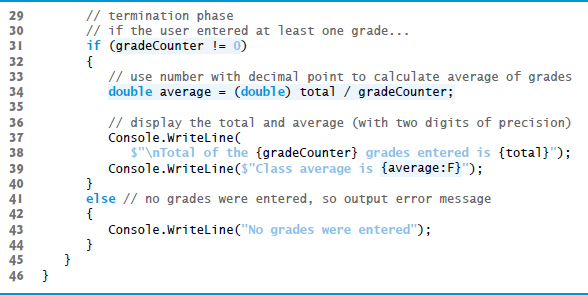 29 // termination phase
30 // if the user entered at least one grade...
31 if (gradeCounter != 0)
32 {
33 // use number with decimal point to calculate average of grades
34 double average = (double) total / gradeCounter;
35
36 // display the total and average (with two digits of precision)
37 Console.WriteLine(
38 $"\nTotal of the {gradeCounter} grades entered is {total}");
39 Console.WriteLine($"Class average is {average:F}");
40 }
41 else // no grades were entered, so output error message
42 {
43 Console.WriteLine("No grades were entered");
44 }
45 }
46 }